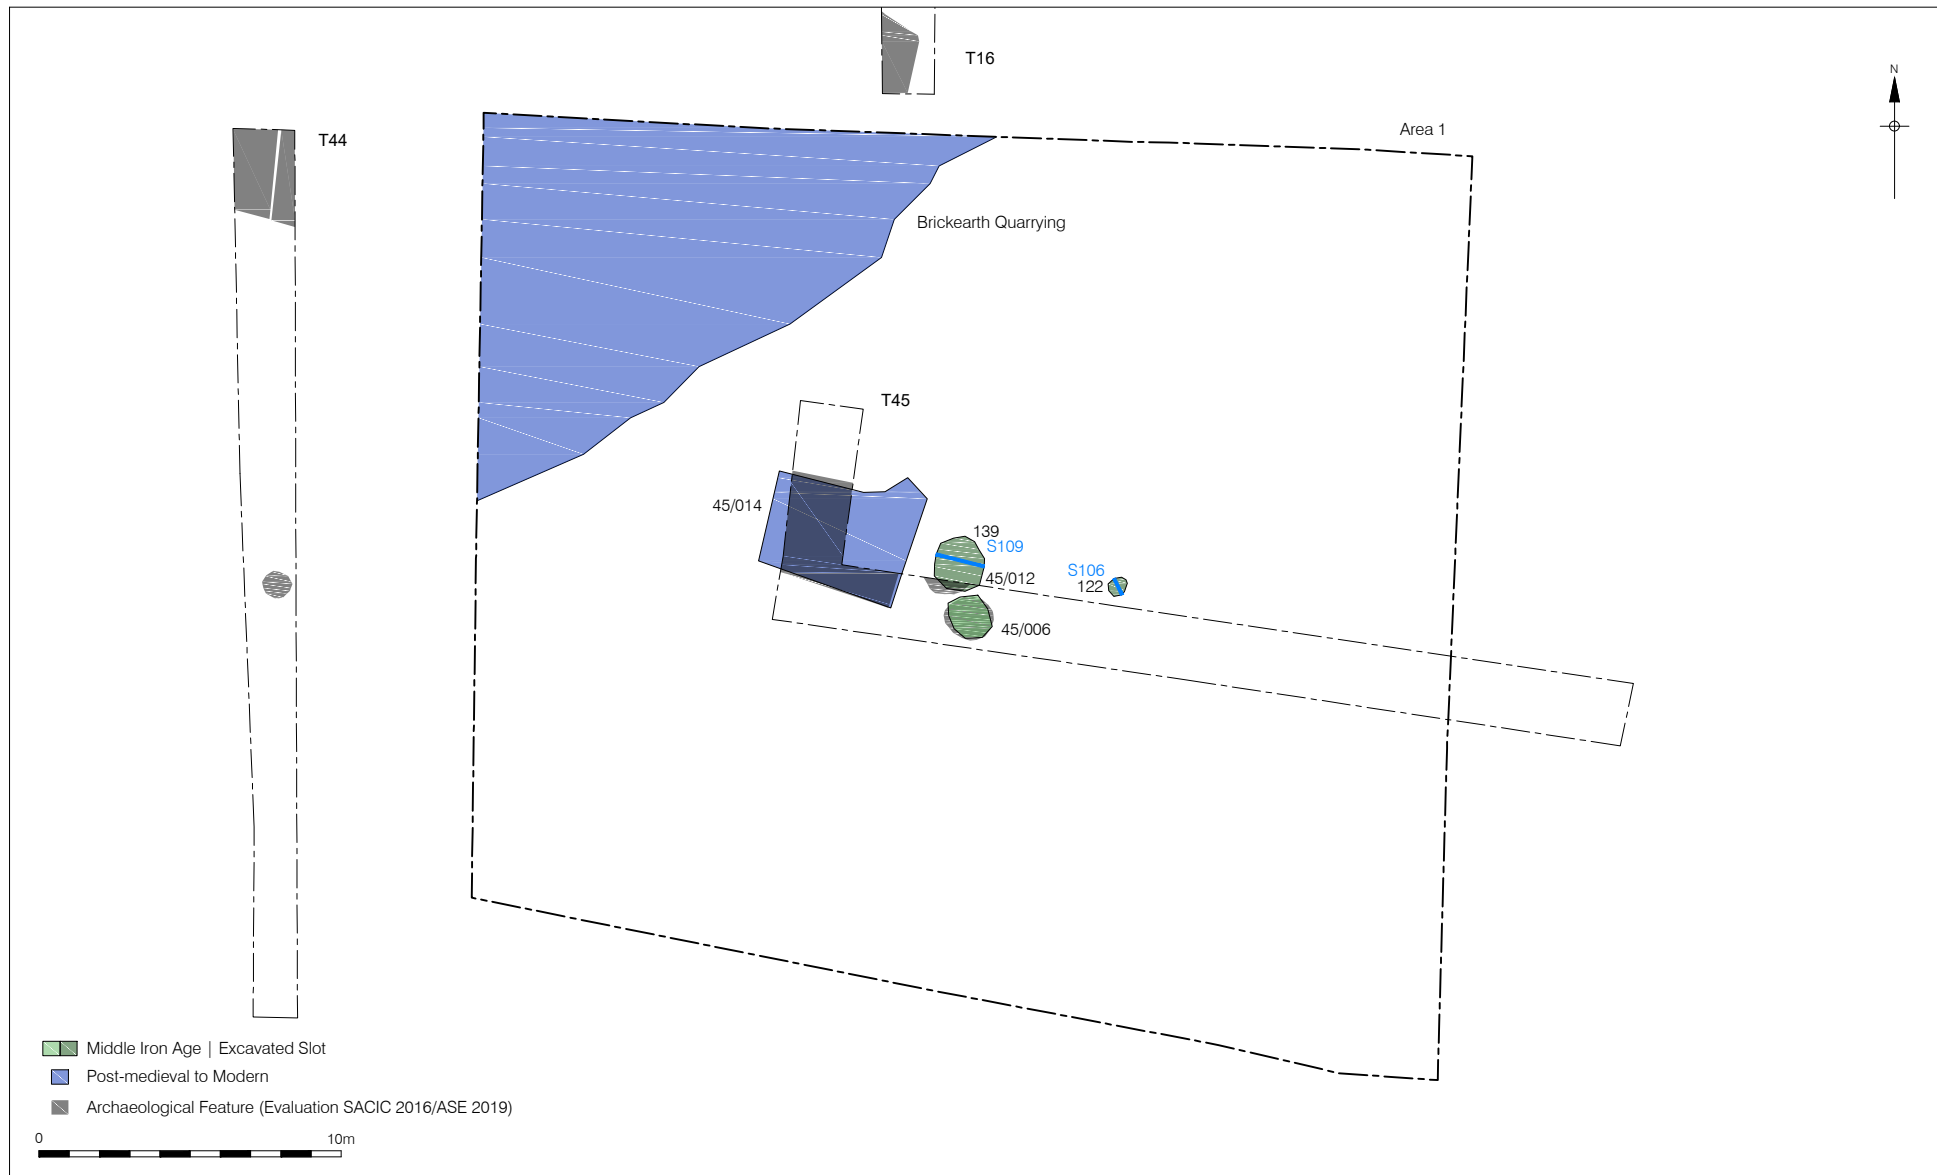 T16
N
Area 1
T44
Brickearth Quarrying
T45
45/014
139
S109
45/012
S106
122
45/006
Middle Iron Age | Excavated Slot
Post-medieval to Modern
Archaeological Feature (Evaluation SACIC 2016/ASE 2019)
0 10m